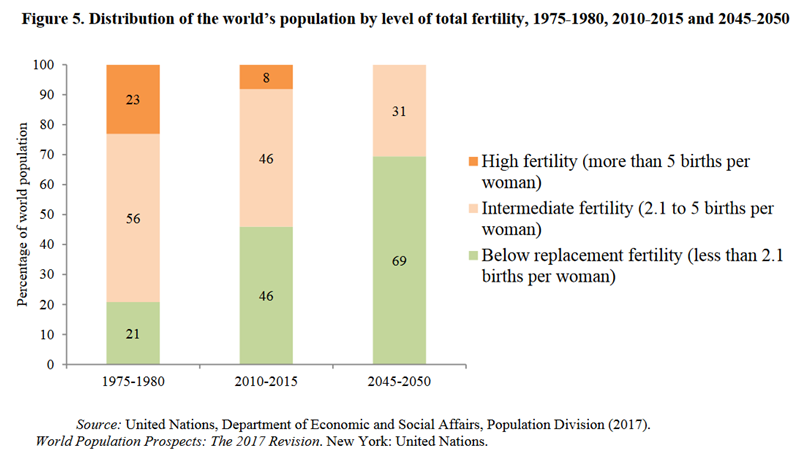 Figure 5. Distribution of the world's population by level of total fertility, 1975-1980, 2010-2015 and 2045-2050
100
90
80
70
60
50
40
30
20
10
0
Percentage of world population
23
56
21
8
46
46
31
69
1975-1980
2010-2015
2045-2050
High fertility (more than 5 births per
woman)
Intermediate fertility (2.1 to 5 births per
woman)
Below replacement fertility (less than 2.1
births per woman)
Source: United Nations, Department of Economic and Social Affairs, Population Division (2017).
World Population Prospects: The 2017 Revision. New York: United Nations.